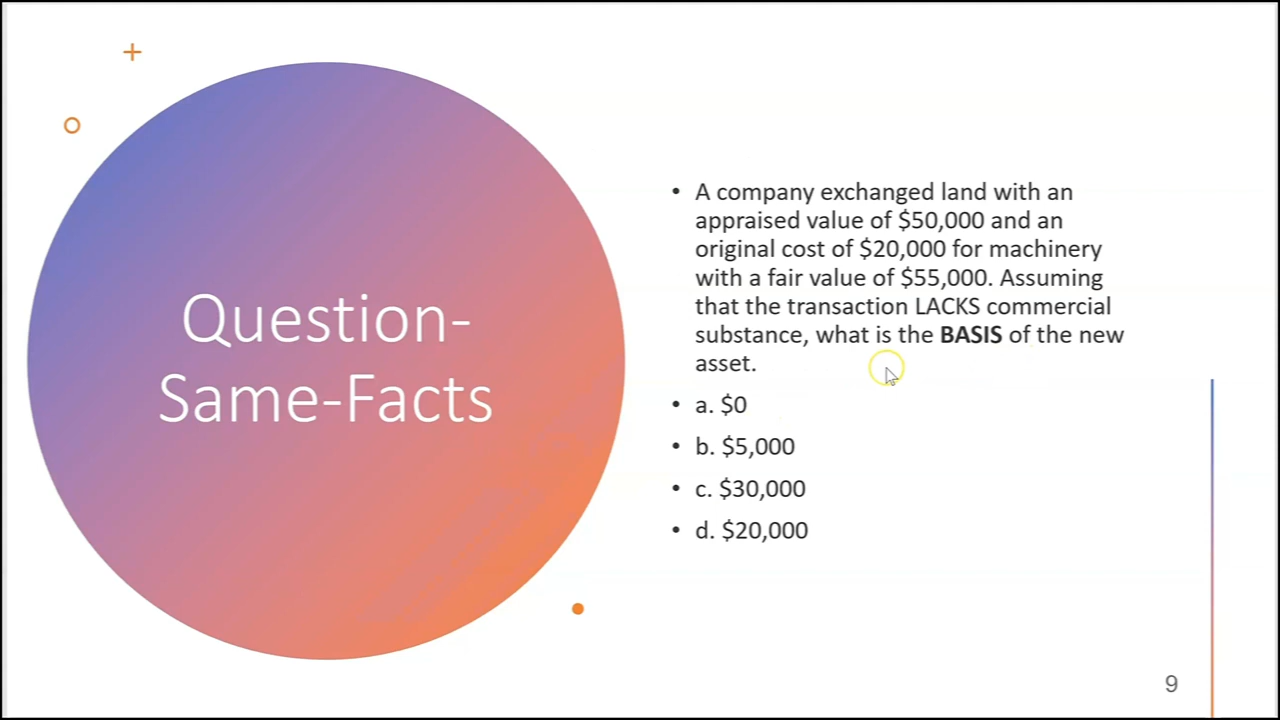 Question-
Same-Facts
• A company exchanged land with an
appraised value of $50,000 and an
original cost of $20,000 for machinery
with a fair value of $55,000. Assuming
that the transaction LACKS commercial
substance, what is the BASIS of the new
asset.
• a. $0
• b. $5,000
• c. $30,000
• d. $20,000
9